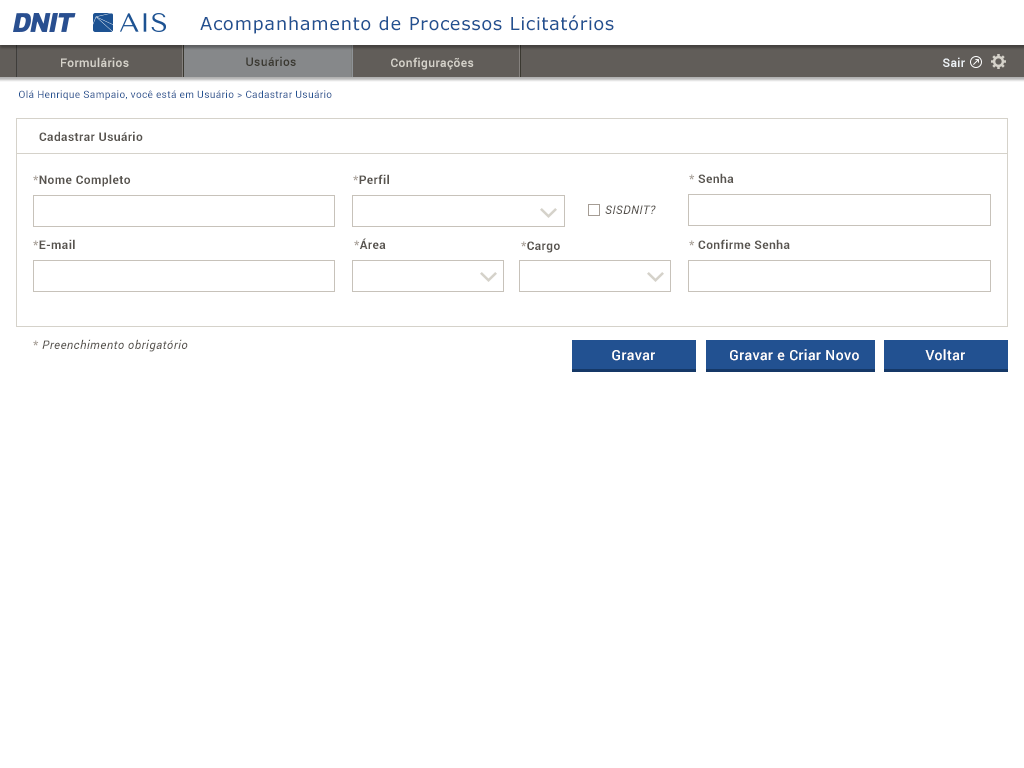 DNIT AIS Acompanhamento de Processos Licitatórios
Formulários Usuários Configurações Sair
Olá Henrique Sampaio, você está em Usuário > Cadastrar Usuário
Cadastrar Usuário
*Nome Completo *Perfil * Senha
SISDNIT?
*E-mail *Área *Cargo * Confirme Senha
* Preenchimento obrigatório
Gravar Gravar e Criar Novo Voltar